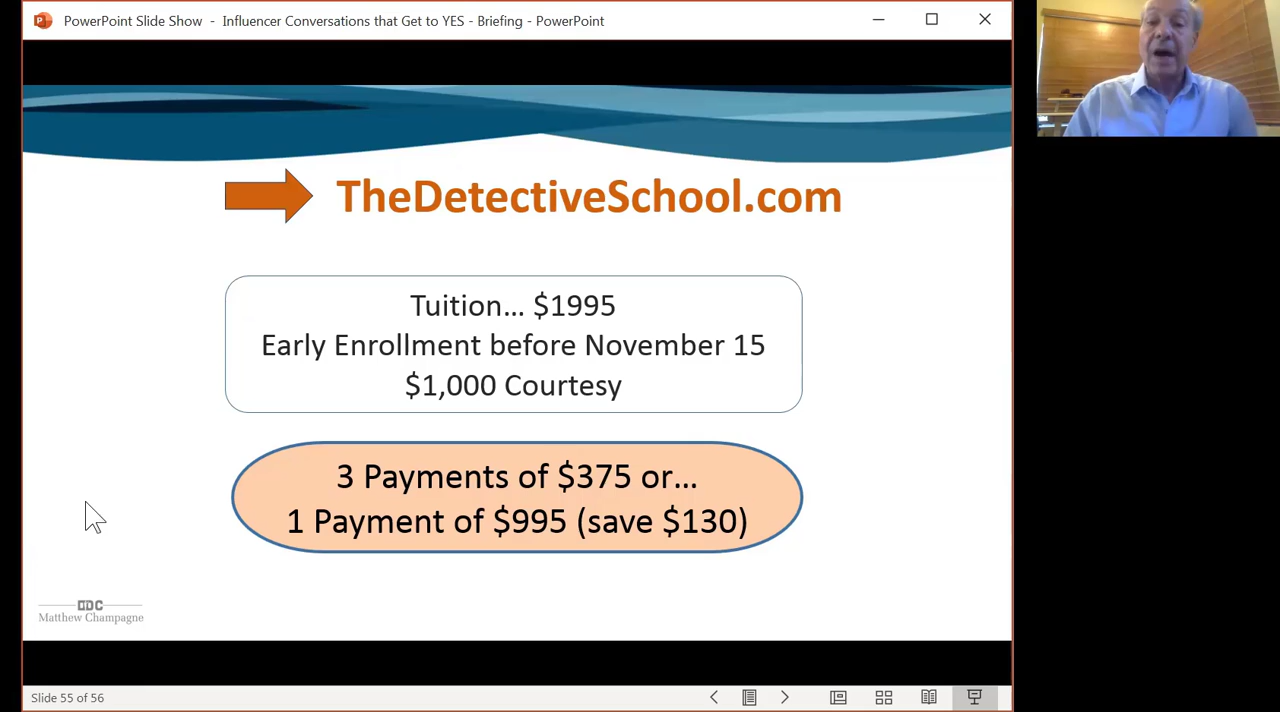 PowerPoint Slide Show - Influencer Conversations that Get to YES - Briefing - PowerPoint
TheDetectiveSchool.com
Tuition... $1995
Early Enrollment before November 15
$1,000 Courtesy
3 Payments of $375 or...
1 Payment of $995 (save $130)
IDC
Matthew Champagne
Slide 55 of 56